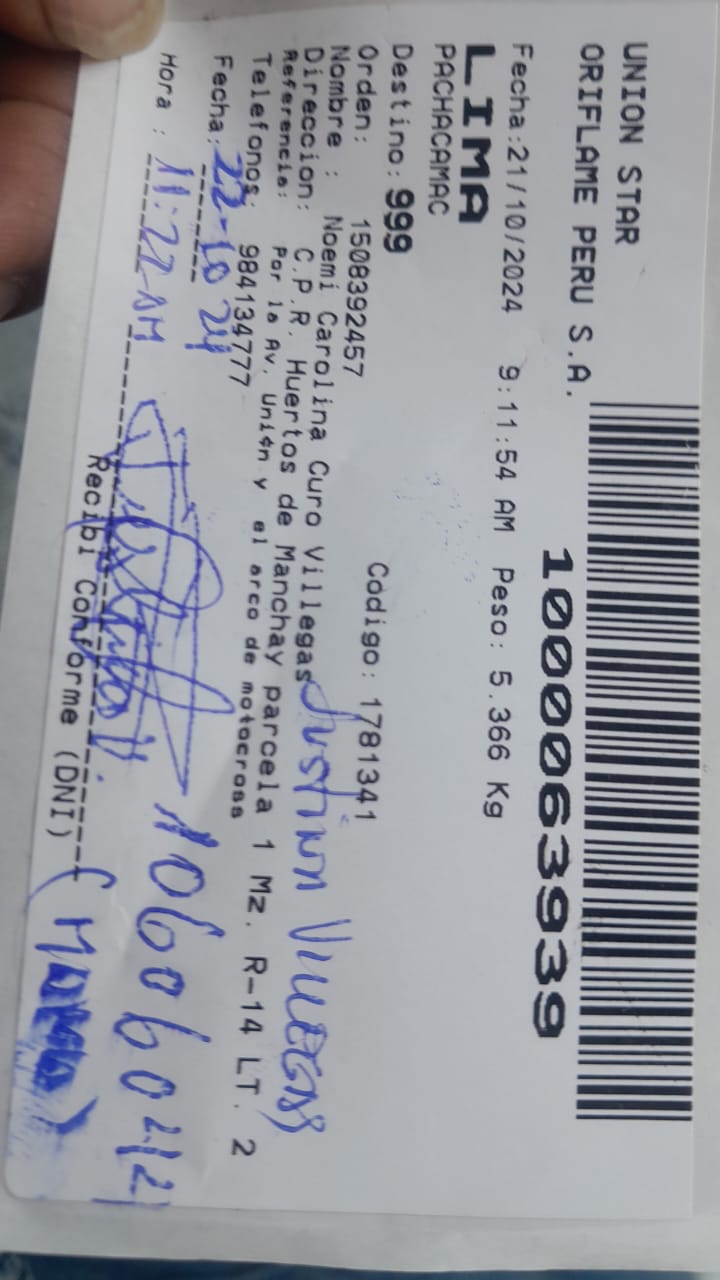 UNION STAR
ORIFLAME PERU S.A.
1000063939
Fecha:21/10/2024 9:11:54 AM Peso: 5.366 Kg
LIMA
PACHACAMAC
Destino: 999
Orden: 1508392457 Código: 1781341
Nombre : Noemi Carolina Curo Villegas
Justina Villegas
Direccion: C.P.R. Huertos de Manchay parcela 1 Mz. R-14 LT. 2
Referencia: Por la Av. Unión y el arco de motocross
Telefonos: 984134777
Fecha: 22-10 24
Hora : 11:22 AM
Recibi Conforme (DNI)